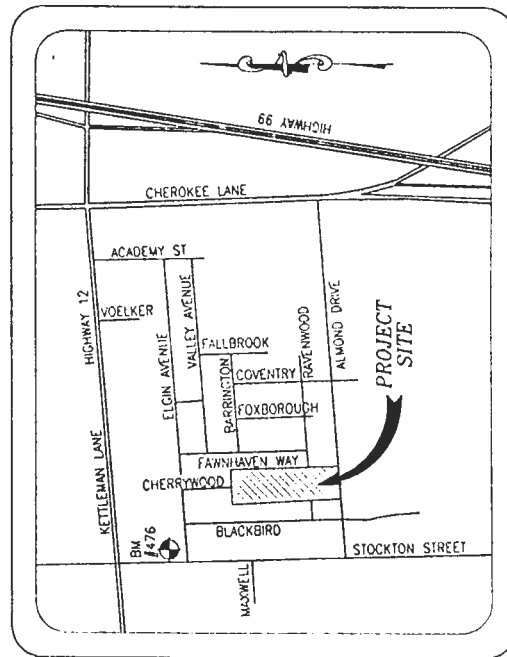 HIGHWAY 99
CHEROKEE LANE
ACADEMY ST
VOELKER
HIGHWAY 12
KETTLEMAN LANE
ELGIN AVENUE
VALLEY AVENUE
FALLBROOK
BARRINGTON
COVENTRY
FOXBOROUGH
RAVENWOOD
ALMOND DRIVE
PROJECT
SITE
FAWNHAVEN WAY
CHERRYWOOD
BLACKBIRD
BM
#476
STOCKTON STREET
MAXWELL